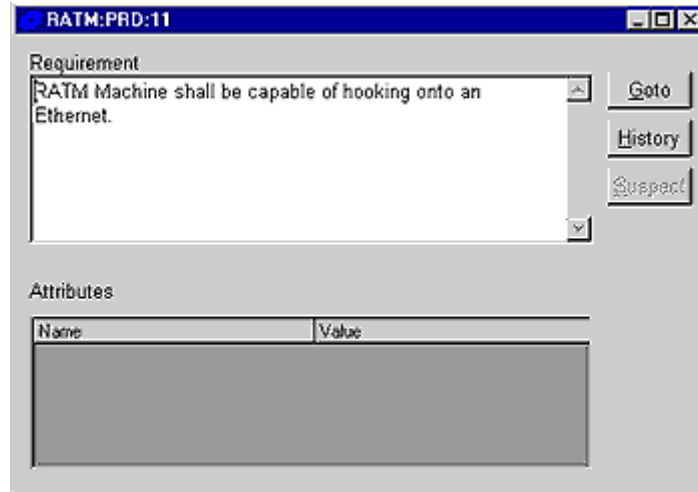 RATM:PRD:11
Requirement
RATM Machine shall be capable of hooking onto an
Ethernet.
Goto
History
Suspect
Attributes
Name Value